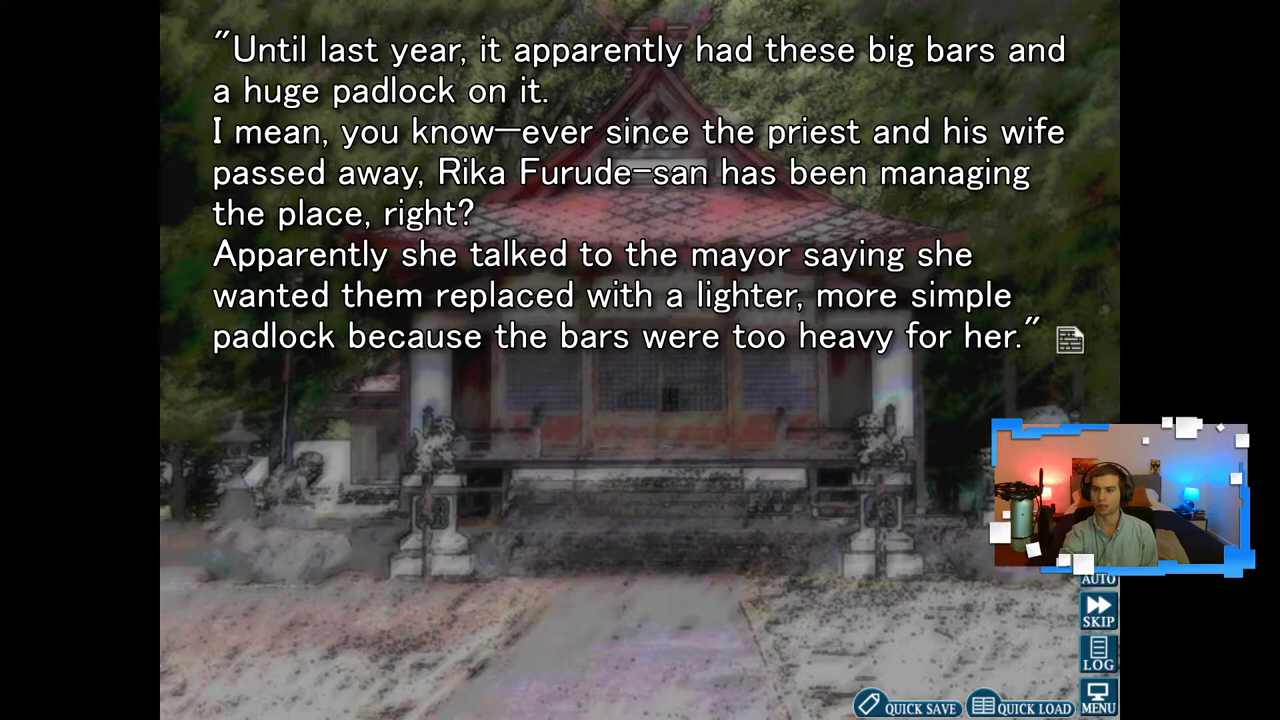 "Until last year, it apparently had these big bars and
a huge padlock on it.
I mean, you know—ever since the priest and his wife
passed away, Rika Furude-san has been managing
the place, right?
Apparently she talked to the mayor saying she
wanted them replaced with a lighter, more simple
padlock because the bars were too heavy for her."
AUTO
SKIP
LOG
MENU
QUICK SAVE
QUICK LOAD